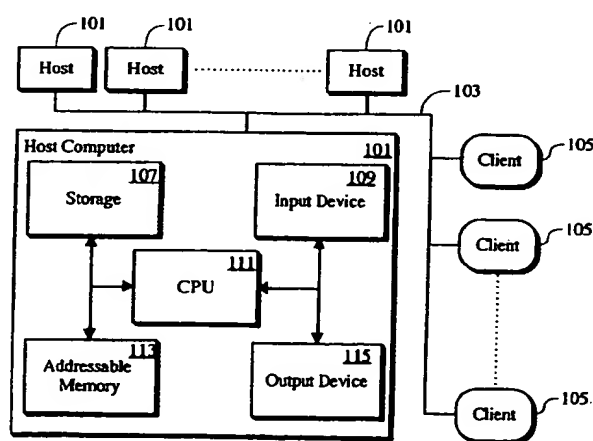 101 101 101
Host Host Host
103
Host Computer 101
107
Storage
109
Input Device
Client 105
111
CPU
Client 105
113
Addressable
Memory
115
Output Device
Client 105